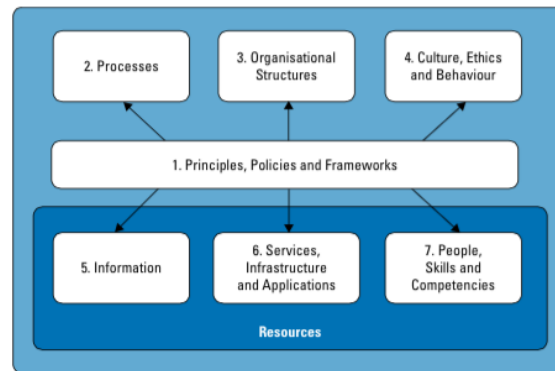 2. Processes
3. Organisational
Structures
4. Culture, Ethics
and Behaviour
1. Principles, Policies and Frameworks
5. Information
6. Services,
Infrastructure
and Applications
7. People,
Skills and
Competencies
Resources